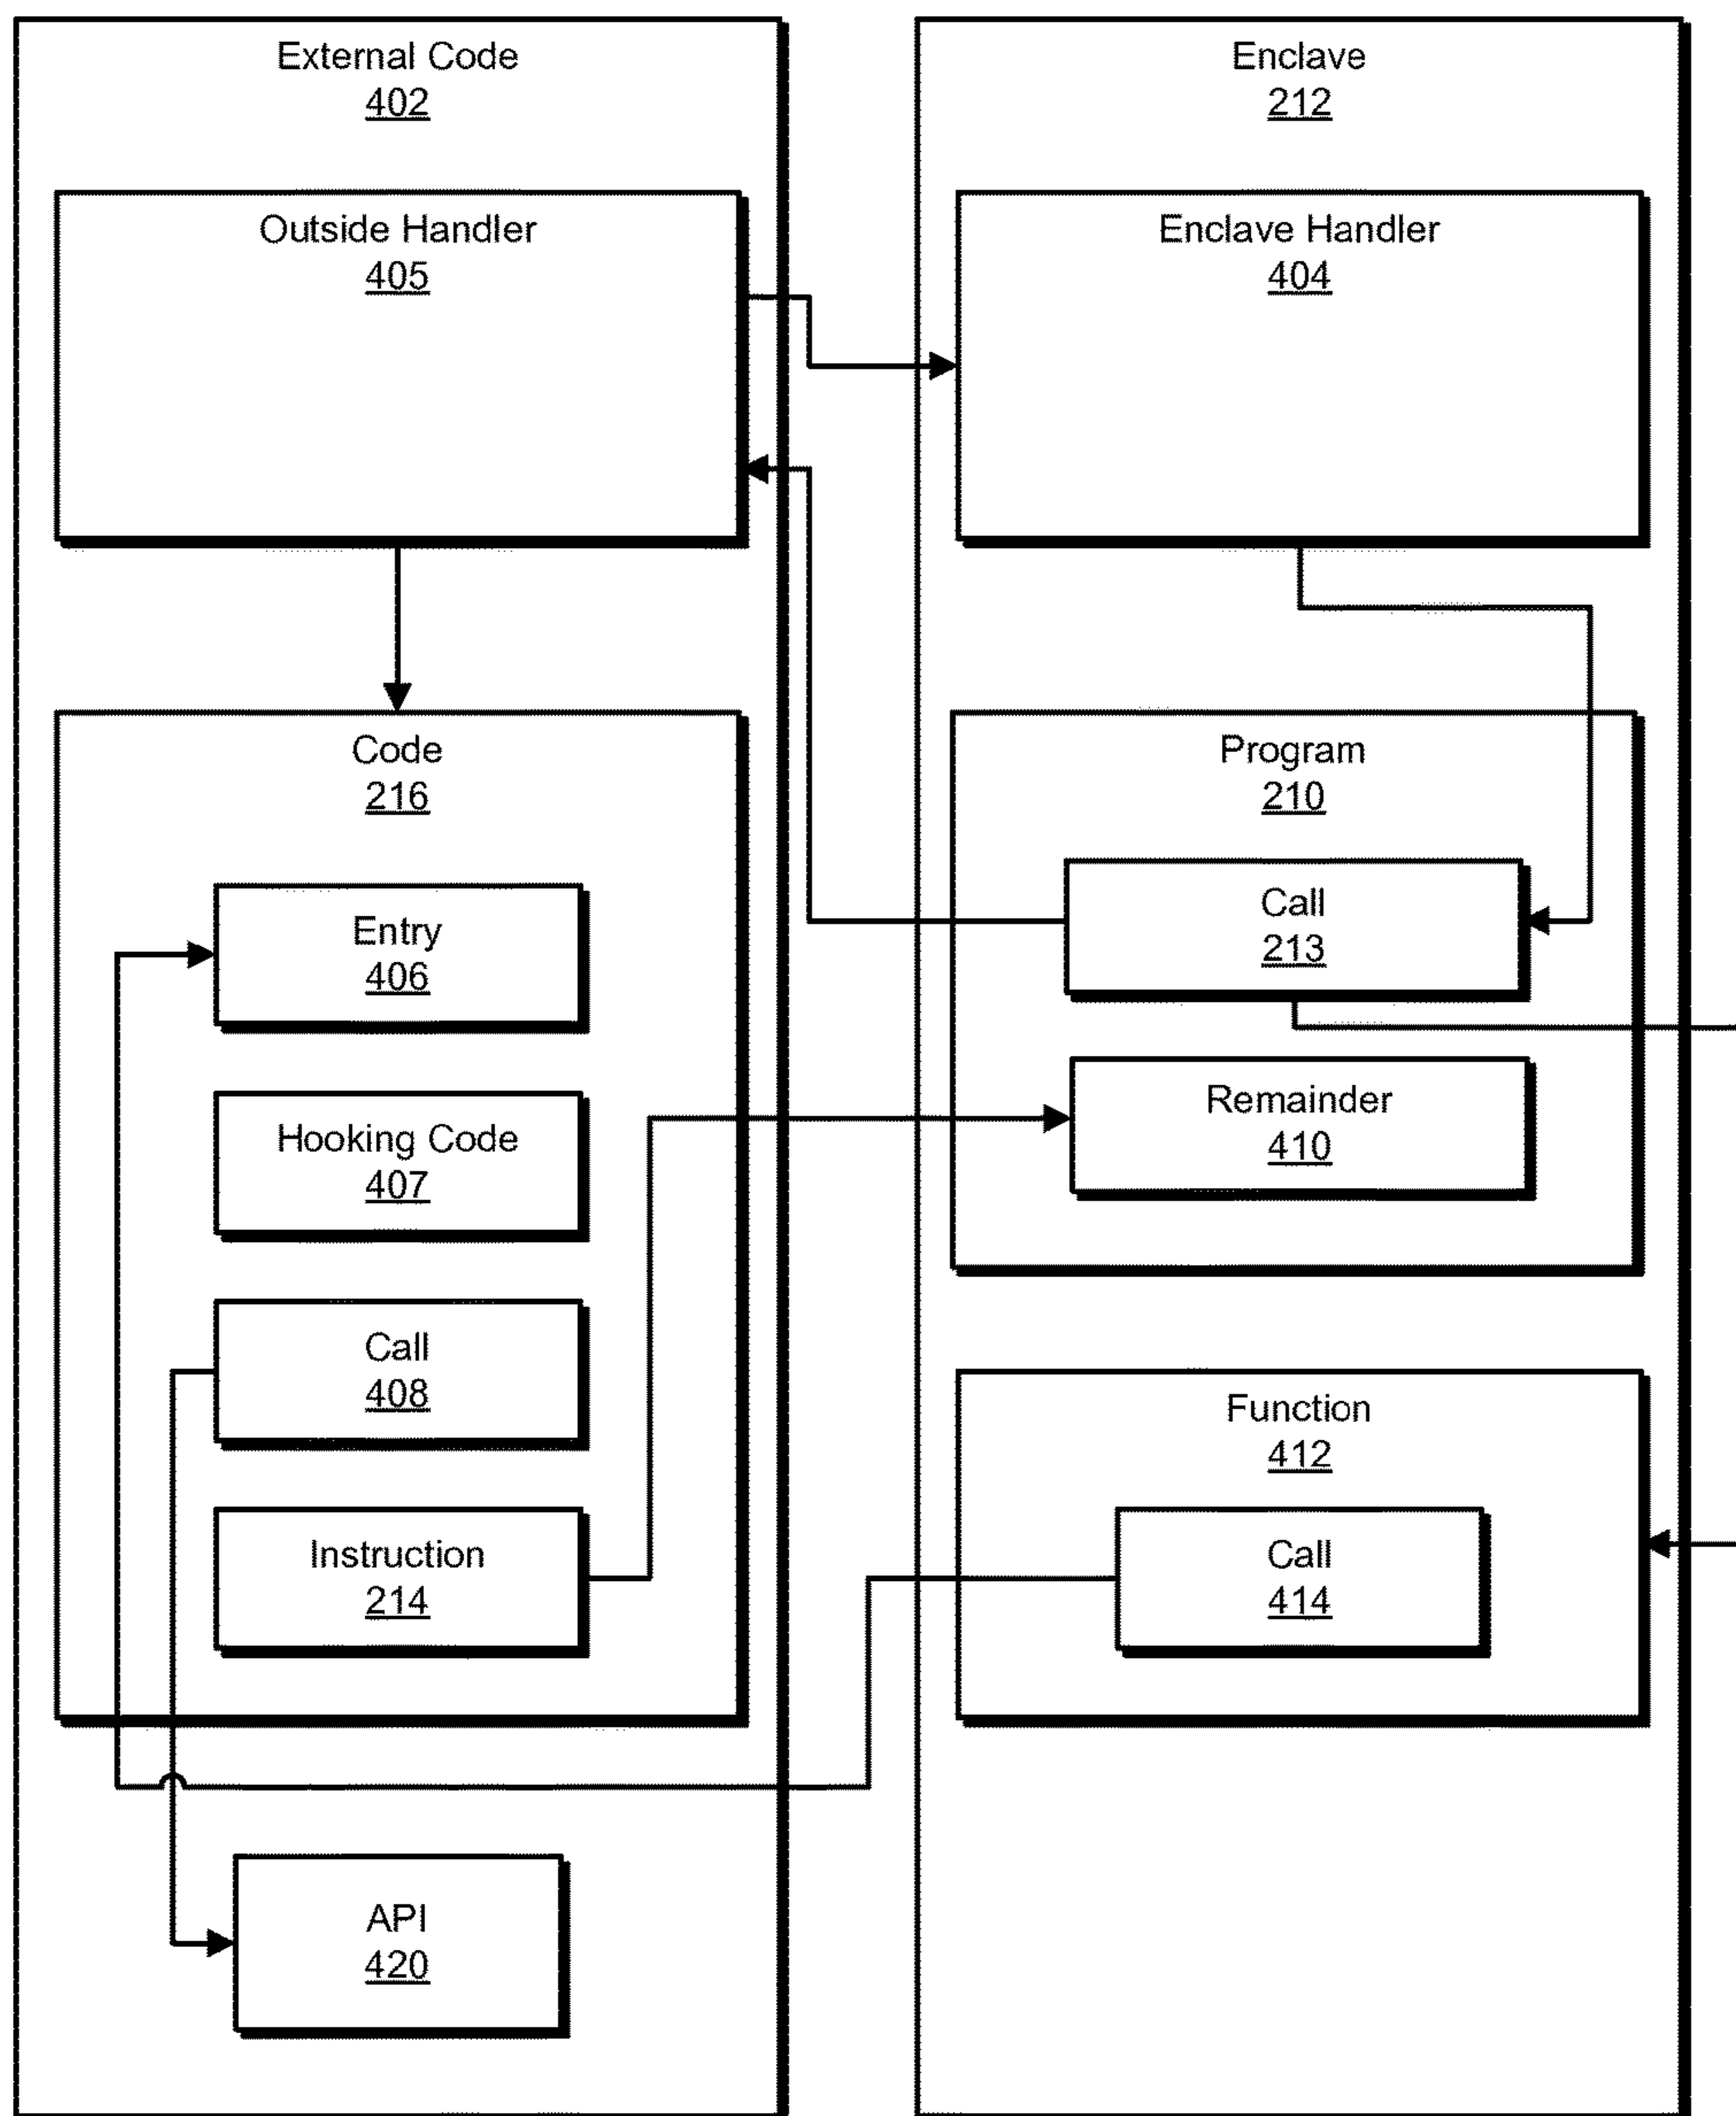 External Code
402
Outside Handler
405
Code
216
Entry
406
Hooking Code
407
Call
408
Instruction
214
API
420
Enclave
212
Enclave Handler
404
Program
210
Call
213
Remainder
410
Function
412
Call
414